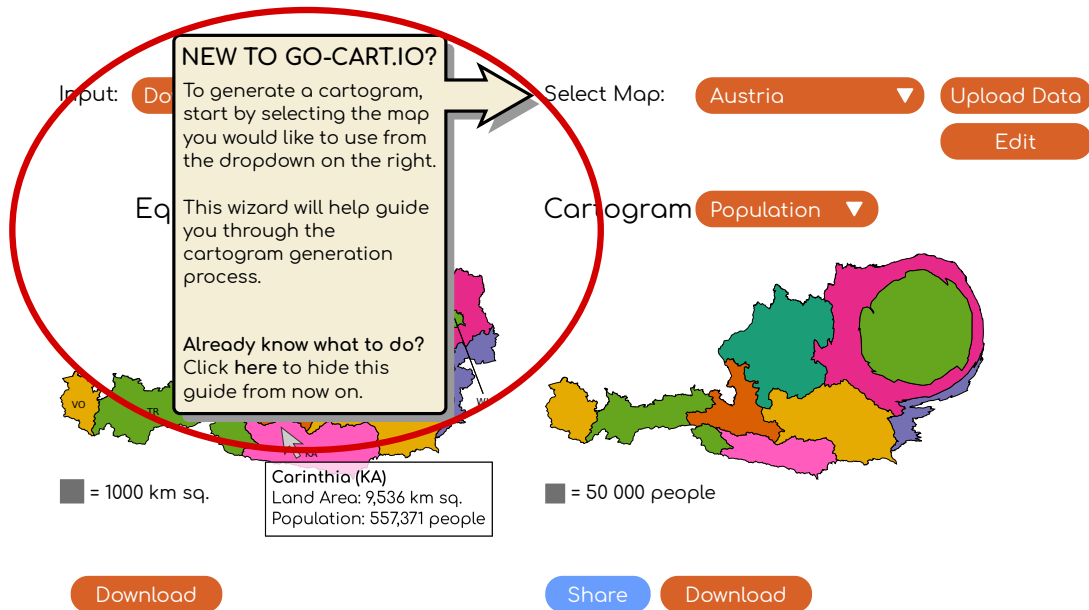 NEW TO GO-CART.IO?
To generate a cartogram,
start by selecting the map
you would like to use from
the dropdown on the right.
This wizard will help guide
you through the
cartogram generation
process.
Already know what to do?
Click here to hide this
guide from now on.
Input:
Select Map:
Austria
Upload Data
Edit
Cartogram
Population
VO
TR
KA
Carinthia (KA)
Land Area: 9,536 km sq.
Population: 557,371 people
= 1000 km sq.
= 50 000 people
Download
Share
Download